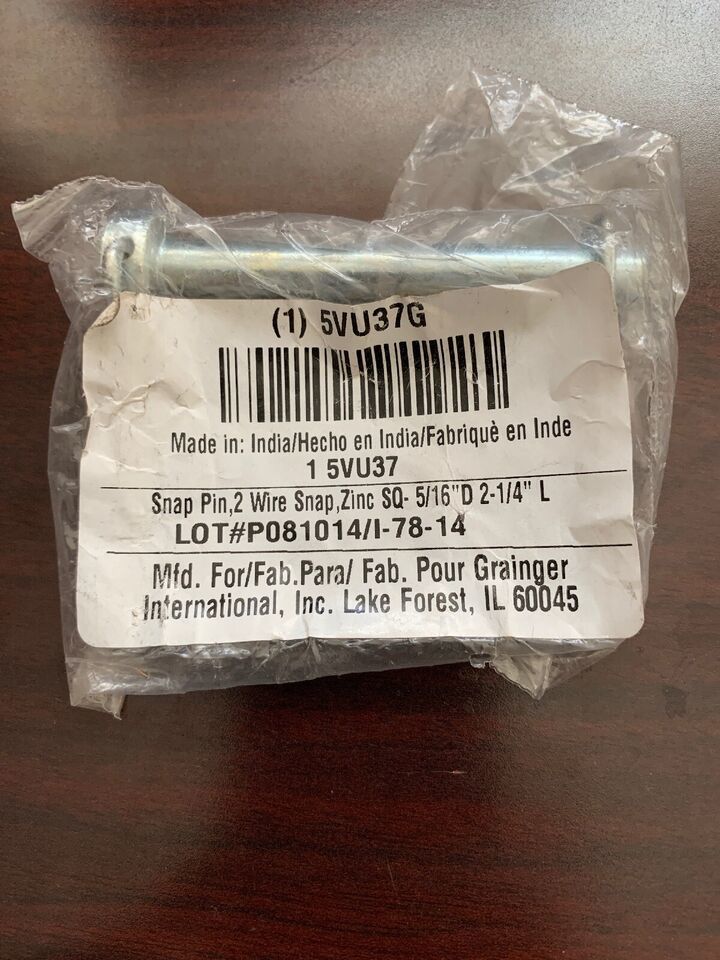 (1) 5VU37G
Made in: India/Hecho en India/Fabriquè en Inde
1 5VU37
Snap Pin,2 Wire Snap,Zinc SQ- 5/16"D 2-1/4" L
LOT#P081014/I-78-14
Mfd. For/Fab.Para/ Fab. Pour Grainger
International, Inc. Lake Forest, IL 60045